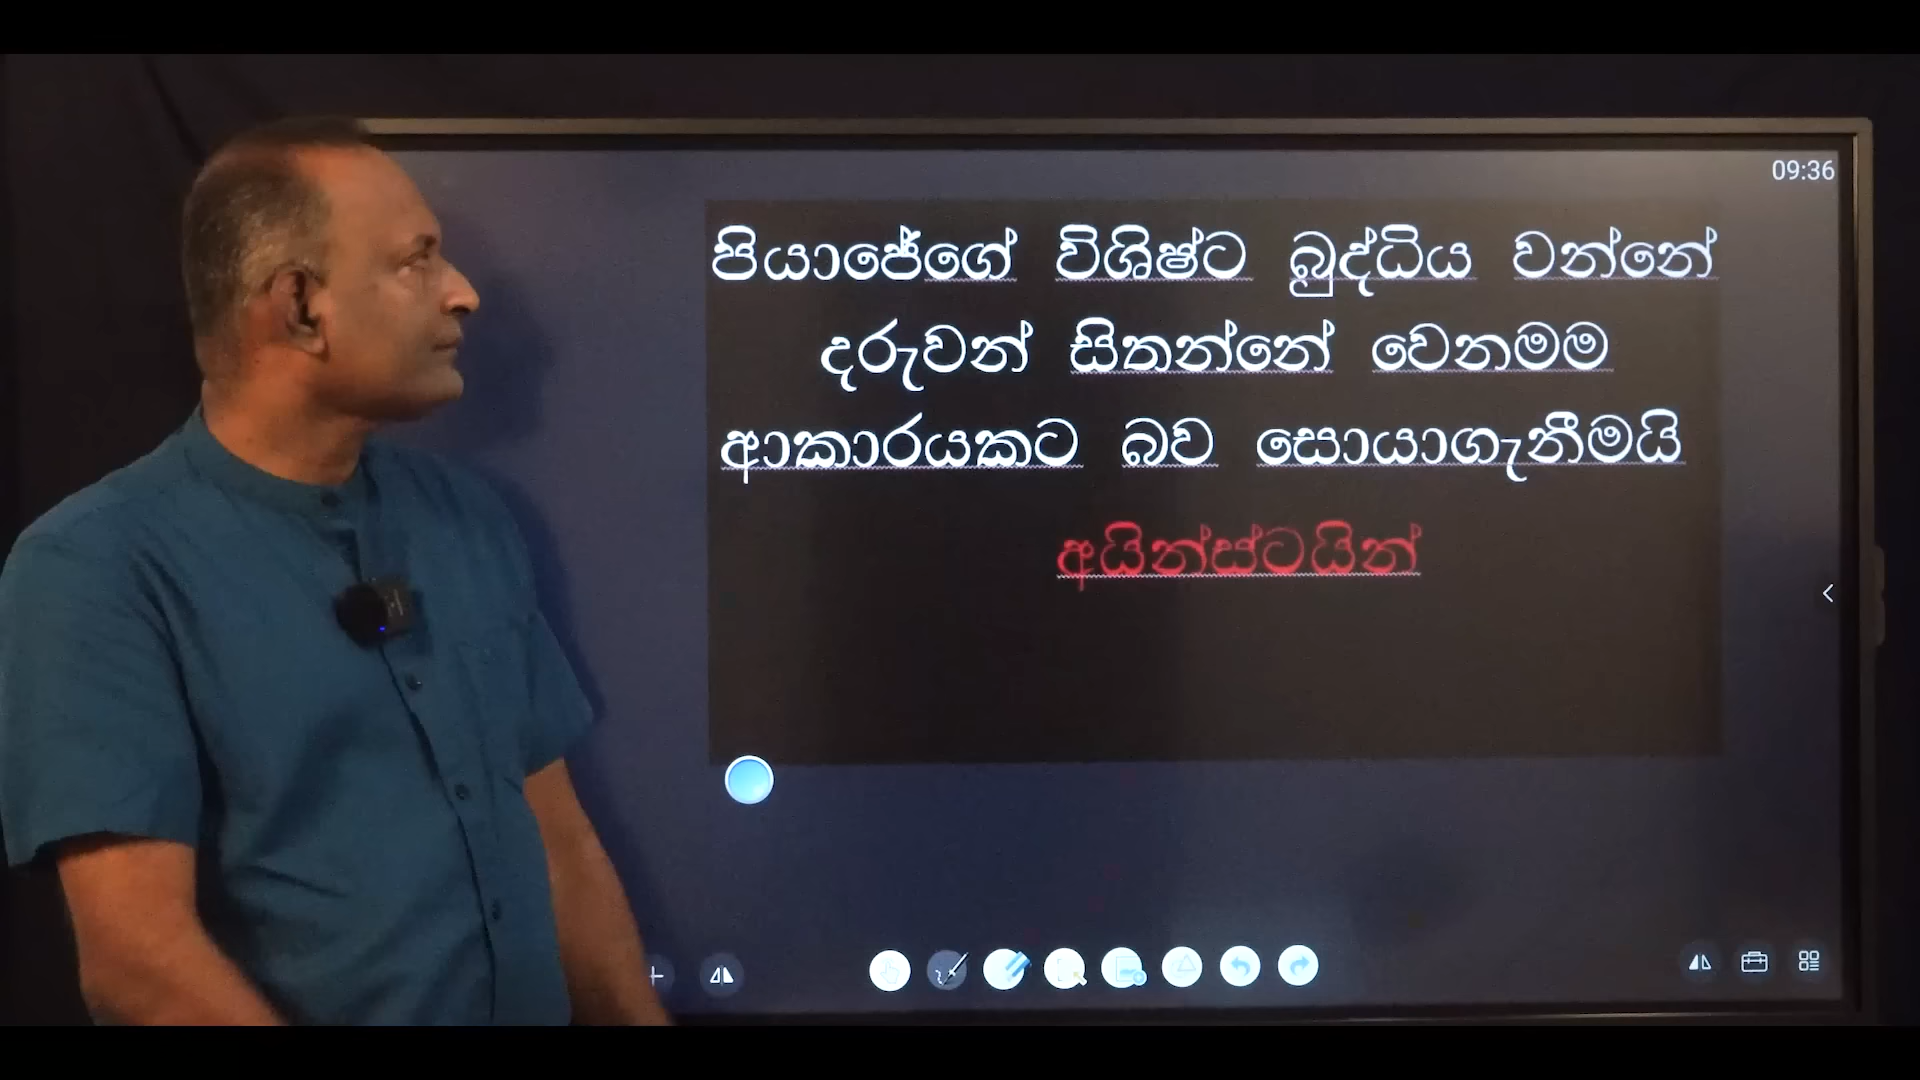 09:36
පියාජේගේ විශිෂ්ට බුද්ධිය වන්නේ
දරුවන් සිතන්නේ වෙනමම
ආකාරයකට බව සොයාගැනීමයි
අයින්ස්ටයින්